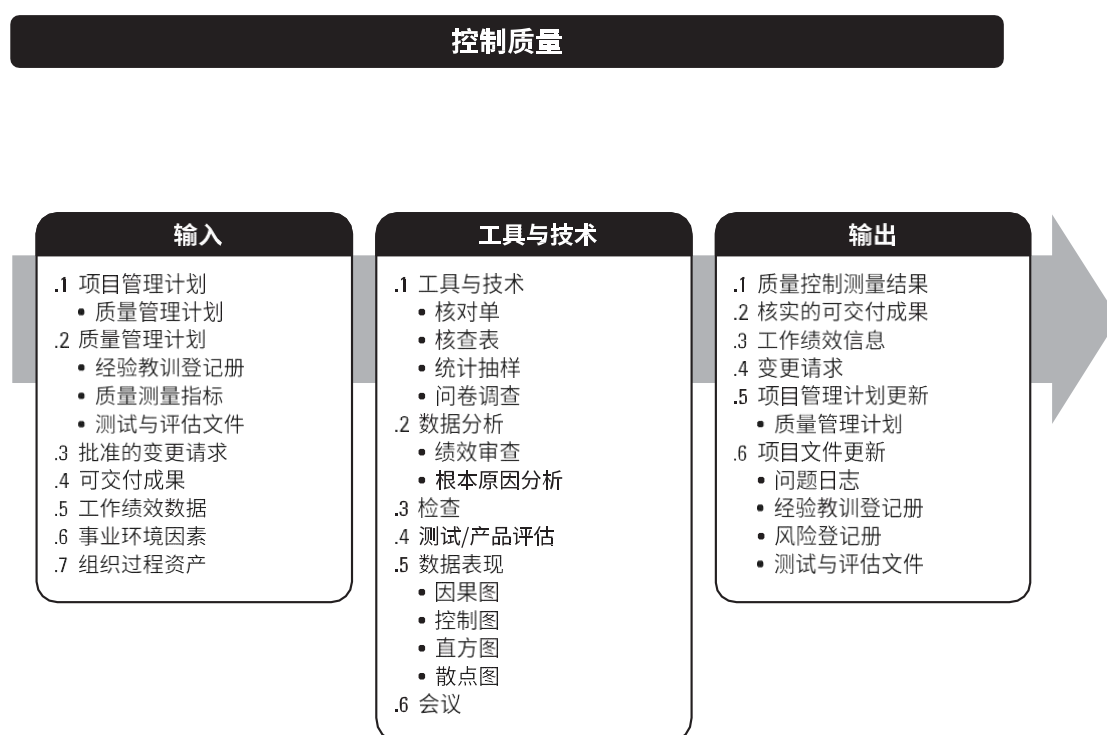 控制质量
输入
.1 项目管理计划
• 质量管理计划
.2 质量管理计划
• 经验教训登记册
• 质量测量指标
• 测试与评估文件
.3 批准的变更请求
.4 可交付成果
.5 工作绩效数据
.6 事业环境因素
.7 组织过程资产
工具与技术
.1 工具与技术
• 核对单
• 核查表
• 统计抽样
• 问卷调查
.2 数据分析
• 绩效审查
• 根本原因分析
.3 检查
.4 测试/产品评估
.5 数据表现
• 因果图
• 控制图
• 直方图
• 散点图
.6 会议
输出
.1 质量控制测量结果
.2 核实的可交付成果
.3 工作绩效信息
.4 变更请求
.5 项目管理计划更新
• 质量管理计划
.6 项目文件更新
• 问题日志
• 经验教训登记册
• 风险登记册
• 测试与评估文件